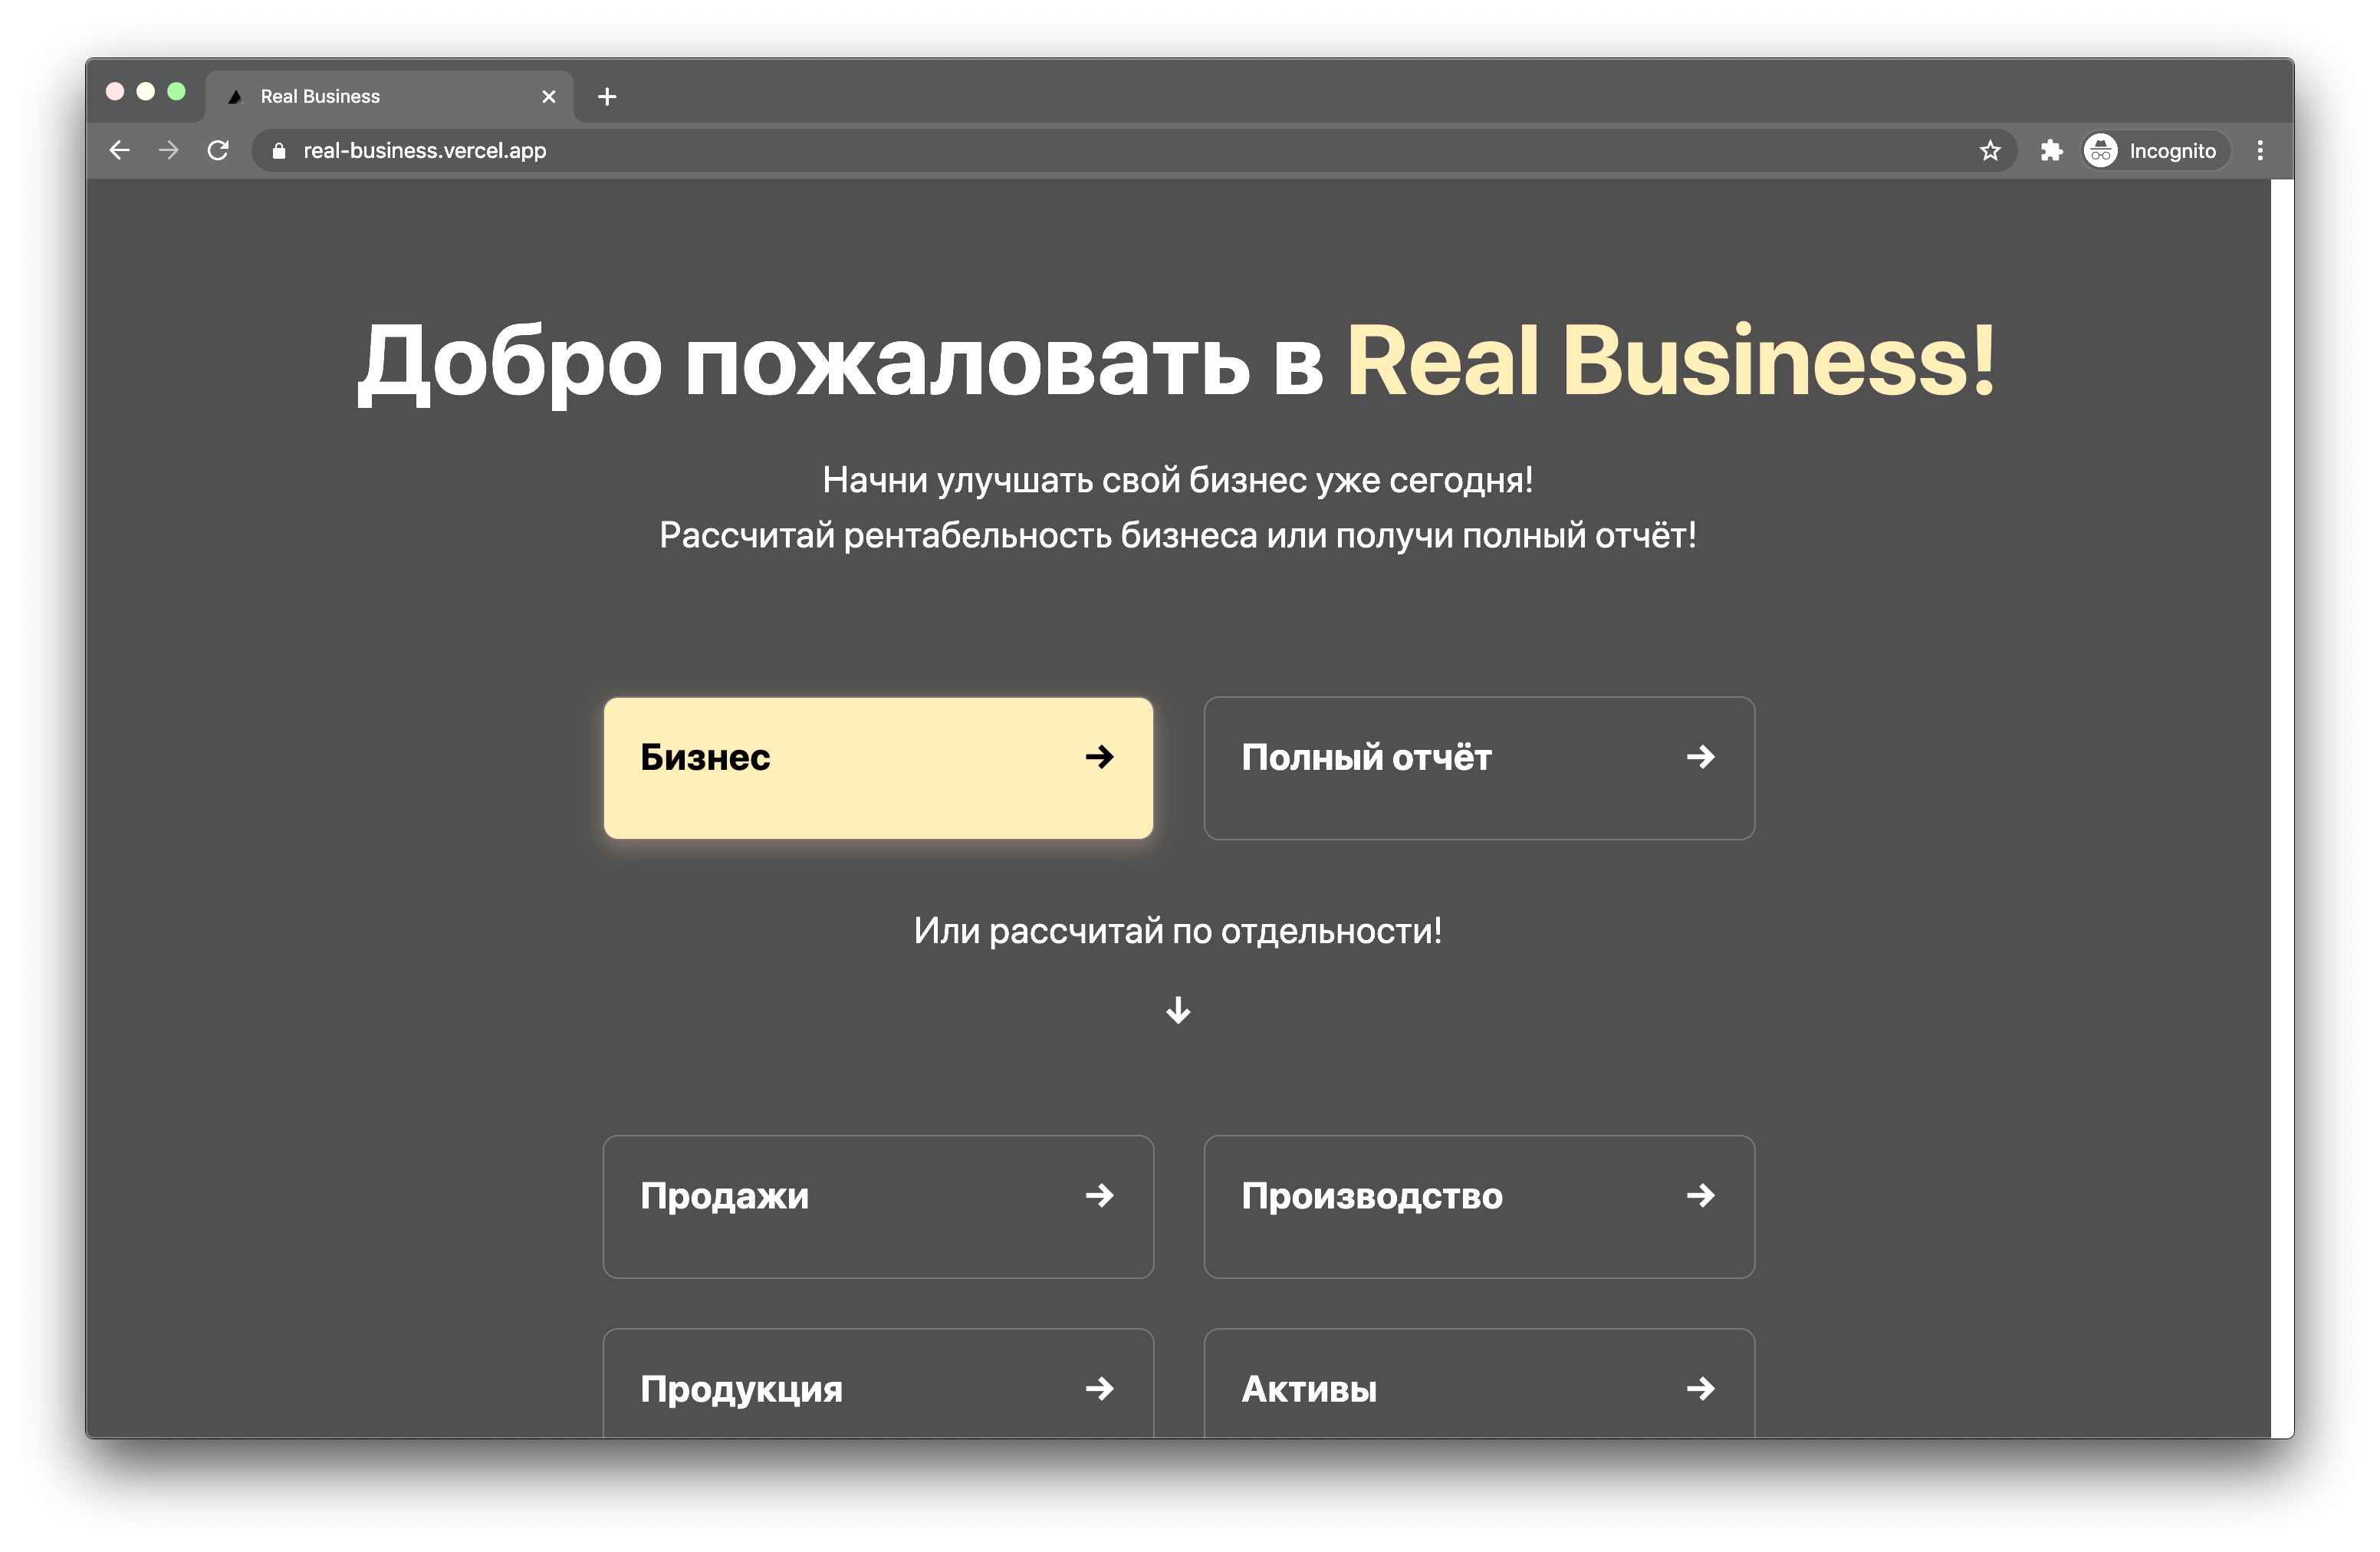 Real Business
real-business.vercel.app
Incognito
Добро пожаловать в Real Business!
Начни улучшать свой бизнес уже сегодня!
Рассчитай рентабельность бизнеса или получи полный отчёт!
Бизнес →
Полный отчёт →
Или рассчитай по отдельности!
↓
Продажи →
Производство →
Продукция →
Активы →